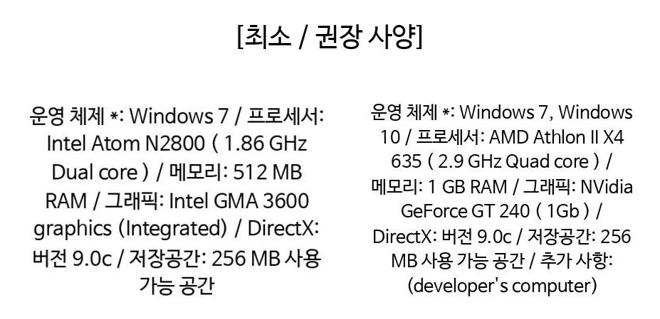 [최소 / 권장 사양]
운영 체제 *: Windows 7 / 프로세서:
Intel Atom N2800 ( 1.86 GHz
Dual core ) / 메모리: 512 MB
RAM / 그래픽: Intel GMA 3600
graphics (Integrated) / DirectX:
버전 9.0c / 저장공간: 256 MB 사용
가능 공간
운영 체제 *: Windows 7, Windows
10 / 프로세서: AMD Athlon II X4
635 ( 2.9 GHz Quad core ) /
메모리: 1 GB RAM / 그래픽: NVidia
GeForce GT 240 ( 1Gb ) /
DirectX: 버전 9.0c / 저장공간: 256
MB 사용 가능 공간 / 추가 사항:
(developer's computer)